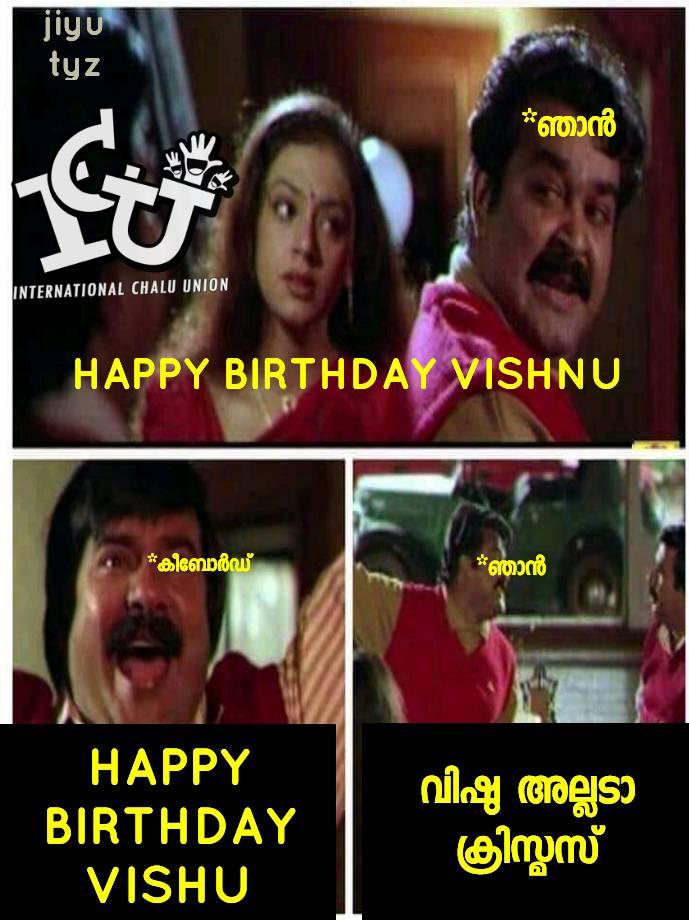 jiyu
tyz
ICU
INTERNATIONAL CHALU UNION
*ഞാൻ
HAPPY BIRTHDAY VISHNU
*കീബോർഡ്
*ഞാൻ
HAPPY
BIRTHDAY
VISHU
വിഷു അല്ലടാ
ക്രിസ്മസ്